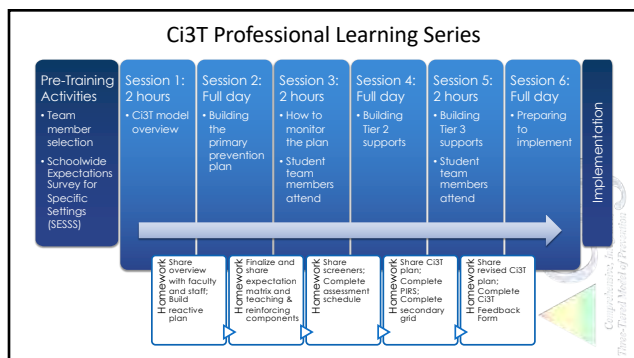 Ci3T Professional Learning Series
Pre-Training
Activities
• Team
member
selection
• Schoolwide
Expectations
Survey for
Specific
Settings
(SESSS)
Session 1:
2 hours
• Ci3T model
overview
Session 2:
Full day
• Building
the
primary
prevention
plan
Session 3:
2 hours
• How to
monitor
the plan
• Student
team
members
attend
Session 4:
Full day
• Building
Tier 2
supports
Session 5:
2 hours
• Building
Tier 3
supports
• Student
team
members
attend
Session 6:
Full day
• Preparing
to
implement
Implementation
Homework
• Share
overview
with faculty
and staff;
Build
reactive
plan
Homework
• Finalize and
share
expectation
matrix and
teaching &
reinforcing
components
Homework
• Share
screeners;
Complete
assessment
schedule
Homework
• Share Ci3T
plan;
Complete
PIRS;
Complete
secondary
grid
Homework
• Share
revised Ci3T
plan;
Complete
Ci3T
Feedback
Form
Three-Tiered Model of Prevention